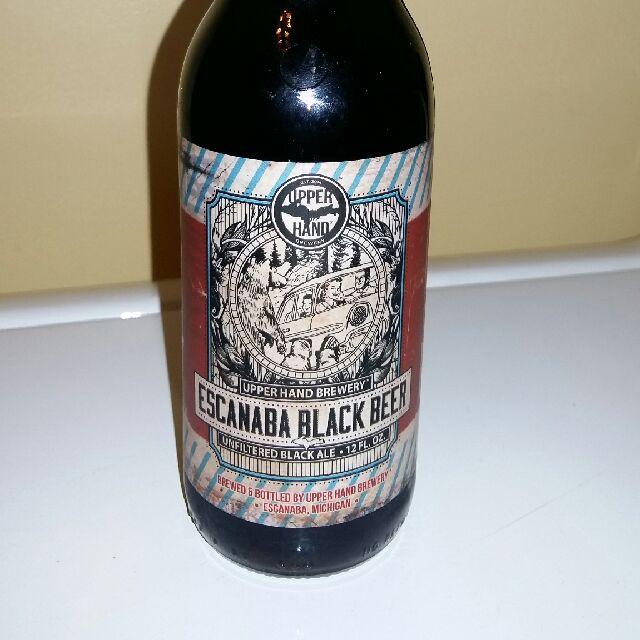 UPPER
HAND
BREWERY
UPPER HAND BREWERY
ESCANABA BLACK BEER
UNFILTERED BLACK ALE • 12 FL. OZ.
BREWED & BOTTLED BY UPPER HAND BREWERY
• ESCANABA, MICHIGAN •